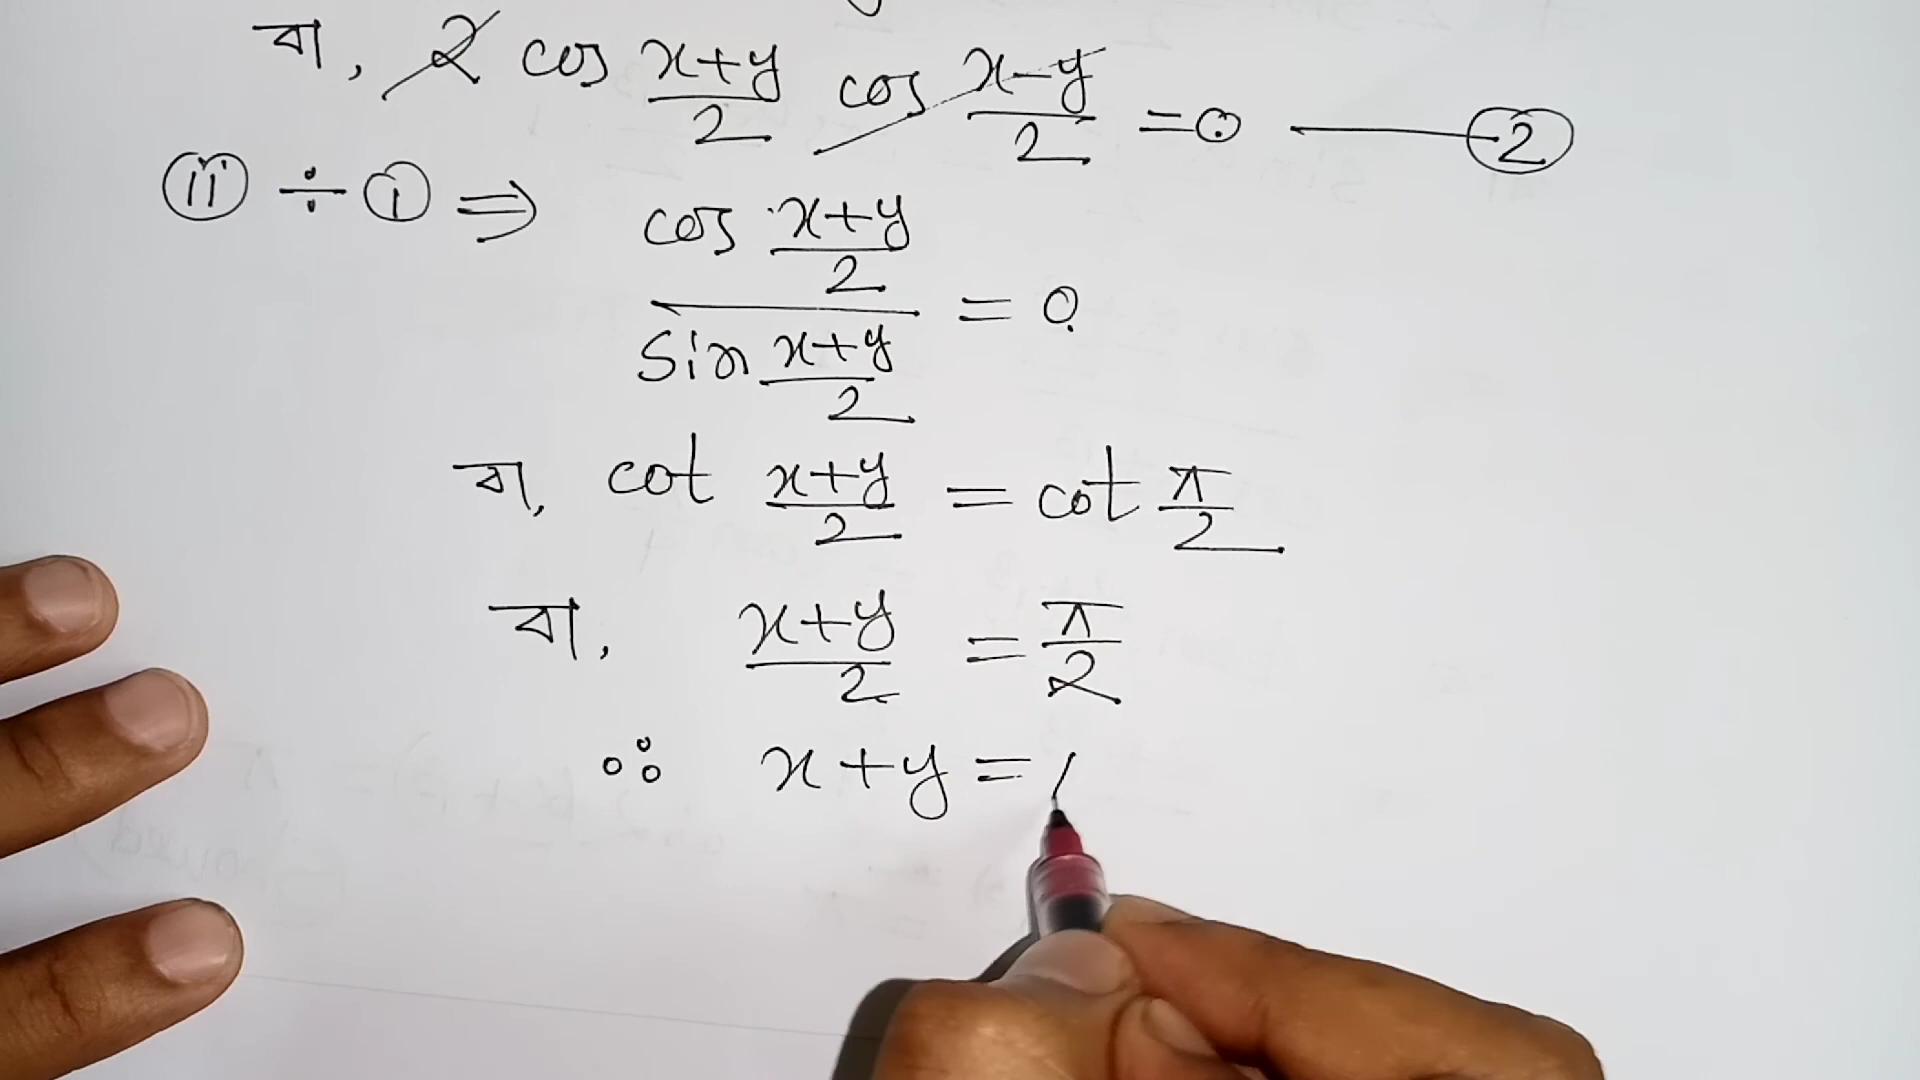 বা, 2 cos x+y/2 cos x-y/2 = 0 —— 2
ii ÷ i ⇒ cos x+y/2 / sin x+y/2 = 0
বা, cot x+y/2 = cot π/2
বা, x+y/2 = π/2
∴ x+y =